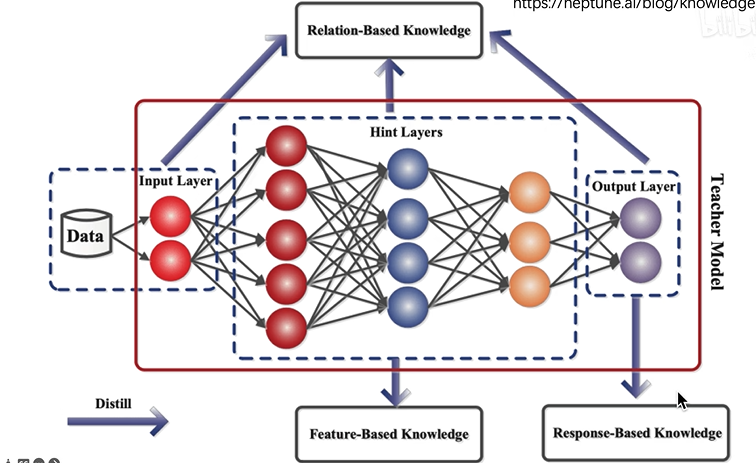 https://neptune.ai/blog/knowledge
bilibili
Relation-Based Knowledge
Hint Layers
Input Layer
Output Layer
Data
Teacher Model
Distill
Feature-Based Knowledge
Response-Based Knowledge